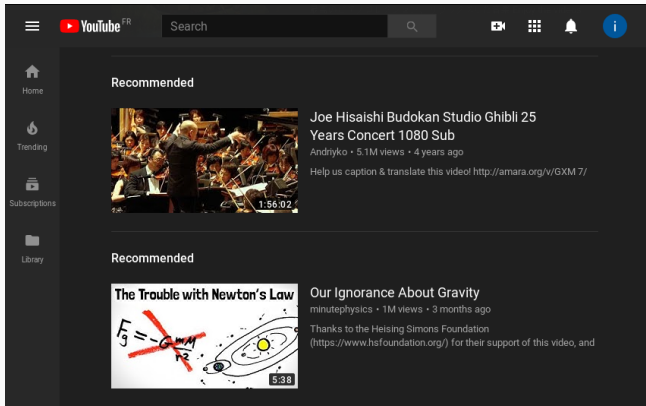 YouTube FR
Search
i
Home
Trending
Subscriptions
Library
Recommended
1:56:02
Joe Hisaishi Budokan Studio Ghibli 25
Years Concert 1080 Sub
Andriyko • 5.1M views • 4 years ago
Help us caption & translate this video! http://amara.org/v/GXM 7/
Recommended
The Trouble with Newton's Law
Fg = -G mM
r2
5:38
Our Ignorance About Gravity
minutephysics • 1M views • 3 months ago
Thanks to the Heising Simons Foundation
(https://www.hsfoundation.org/) for their support of this video, and